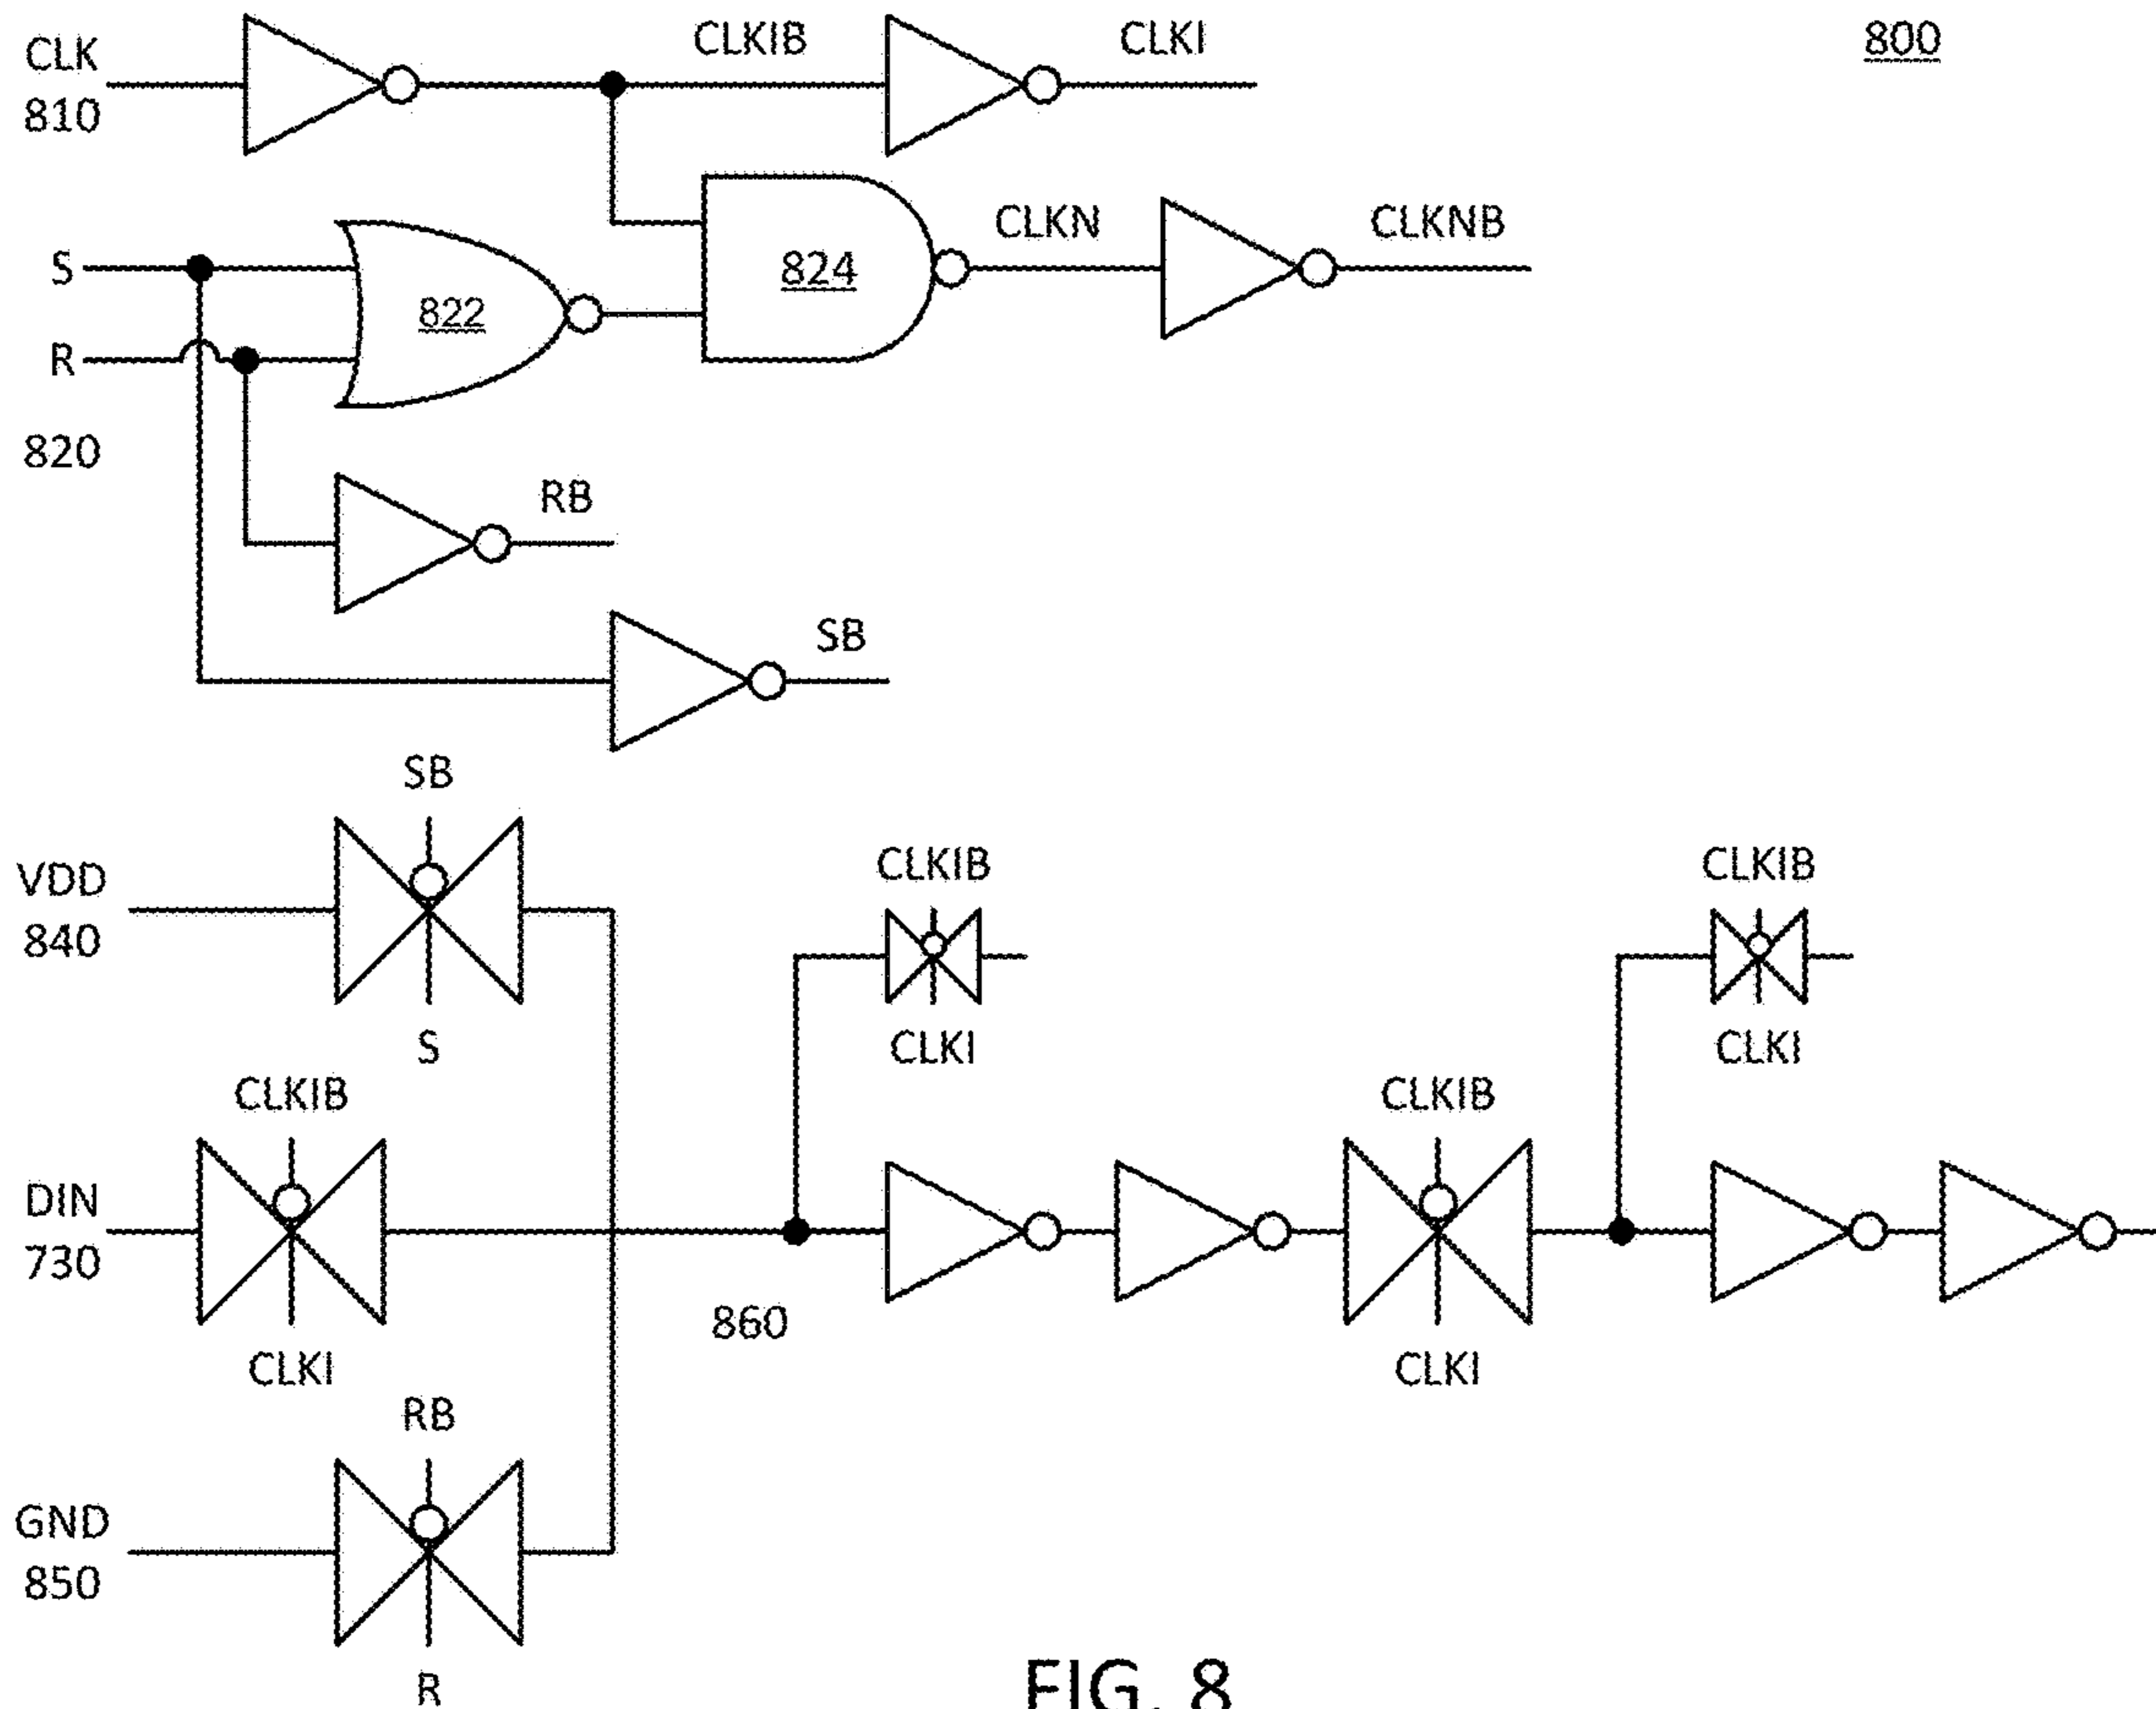 CLK
810
CLKIB
CLKI
800
S
R
820
822
824
CLKN
CLKNB
RB
SB
SB
VDD
840
S
CLKIB
CLKI
CLKIB
CLKI
CLKIB
DIN
730
CLKI
860
CLKIB
CLKI
RB
GND
850
R
FIG. 8